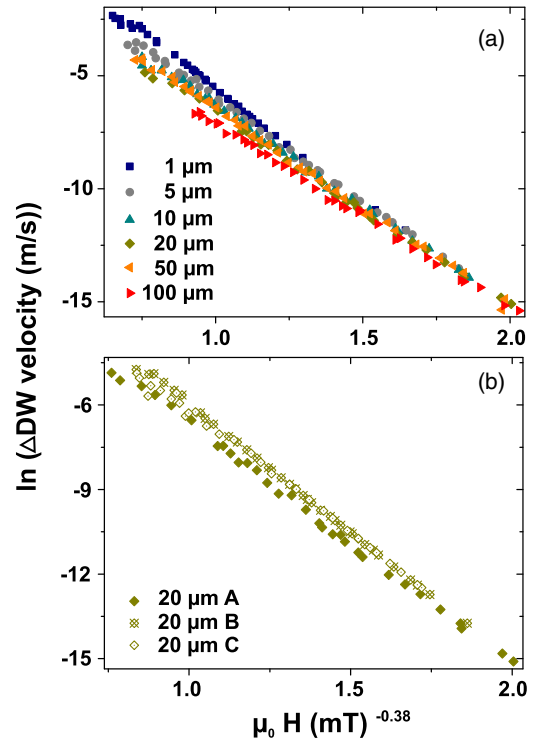 (a)
-5
-10
-15
1 µm
5 µm
10 µm
20 µm
50 µm
100 µm
1.0
1.5
2.0
ln (ΔDW velocity (m/s))
(b)
-6
-9
-12
-15
20 µm A
20 µm B
20 µm C
1.0
1.5
2.0
µ₀ H (mT) ⁻⁰·³⁸